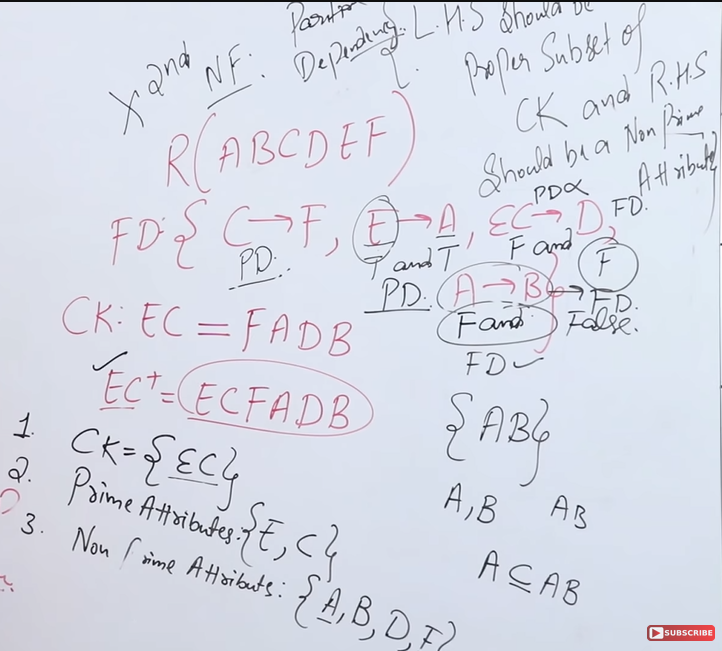 Partial
X 2nd NF: Dependency: { L.H.S Should be
Proper Subset of
CK and R.H.S
Should be a Non Prime
Attribute
R(ABCDEF)
FD: { C→F, E→A, EC→D,
A→B}
PD:. T and T PD✗ FD.
F and F
PD. F and False. FD.
FD✓
CK: EC = FADB
✓EC⁺ = ECFADB
1. CK = {EC}
2. Prime Attributes: {E, C}
3. Non Prime Attributs: {A, B, D, F}
{AB}
A, B AB
A ⊆ AB
SUBSCRIBE